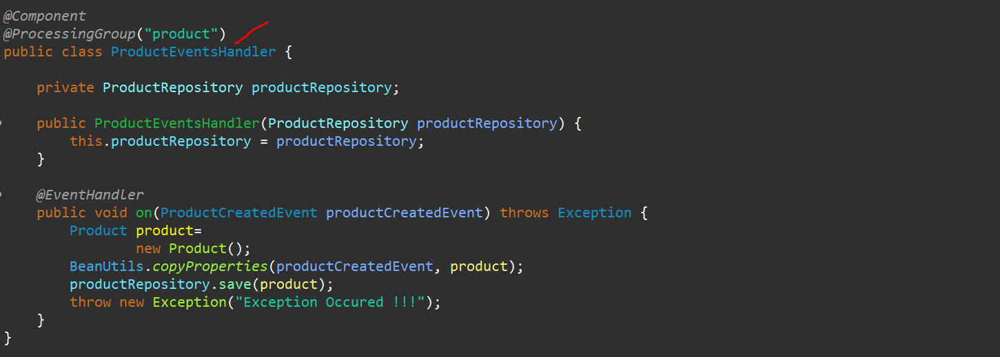 @Component
@ProcessingGroup("product")
public class ProductEventsHandler {
private ProductRepository productRepository;
public ProductEventsHandler(ProductRepository productRepository) {
this.productRepository = productRepository;
}
@EventHandler
public void on(ProductCreatedEvent productCreatedEvent) throws Exception {
Product product=
new Product();
BeanUtils.copyProperties(productCreatedEvent, product);
productRepository.save(product);
throw new Exception("Exception Occured !!!");
}
}